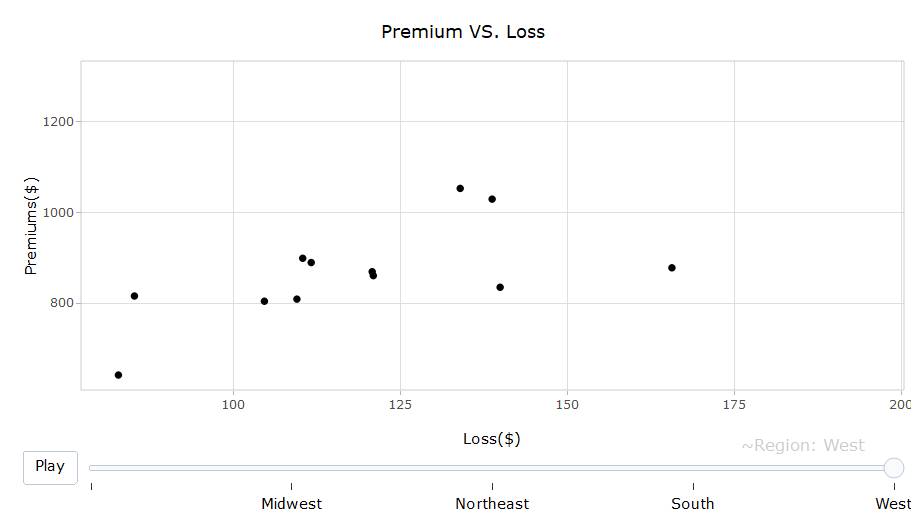 Premium VS. Loss
1200
1000
800
Premiums($)
100 125 150 175 200
Loss($)
~Region: West
Play
Midwest Northeast South West